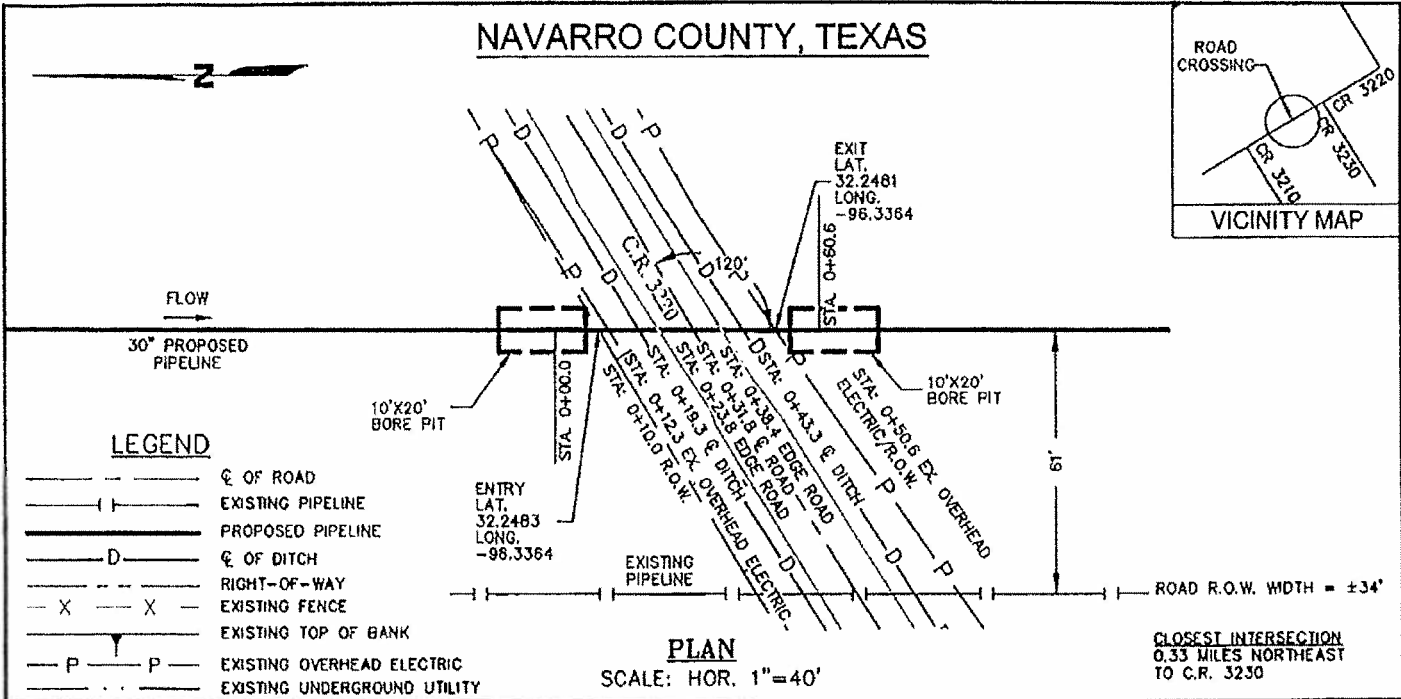 NAVARRO COUNTY, TEXAS
N
ROAD
CROSSING
CR 3220
CR 3230
CR 3210
VICINITY MAP
EXIT
LAT.
32.2481
LONG.
-96.3364
STA. 0+60.6
120°
C.R. 3220
P
D
D
P
P
D
D
P
FLOW
30" PROPOSED
PIPELINE
10'X20'
BORE PIT
STA. 0+00.0
ENTRY
LAT.
32.2483
LONG.
-96.3364
STA: 0+10.0 R.O.W.
STA: 0+12.3 EX. OVERHEAD ELECTRIC
STA: 0+19.3 ℄ DITCH
STA: 0+23.8 EDGE ROAD
STA: 0+31.8 ℄ ROAD
STA: 0+38.4 EDGE ROAD
STA: 0+43.3 ℄ DITCH
STA: 0+50.6 EX. OVERHEAD
ELECTRIC/R.O.W.
10'X20'
BORE PIT
61'
D
P
D
P
EXISTING
PIPELINE
ROAD R.O.W. WIDTH = ±34'
LEGEND
℄ OF ROAD
EXISTING PIPELINE
PROPOSED PIPELINE
D ℄ OF DITCH
RIGHT-OF-WAY
X X EXISTING FENCE
EXISTING TOP OF BANK
P P EXISTING OVERHEAD ELECTRIC
EXISTING UNDERGROUND UTILITY
PLAN
SCALE: HOR. 1"=40'
CLOSEST INTERSECTION
0.33 MILES NORTHEAST
TO C.R. 3230